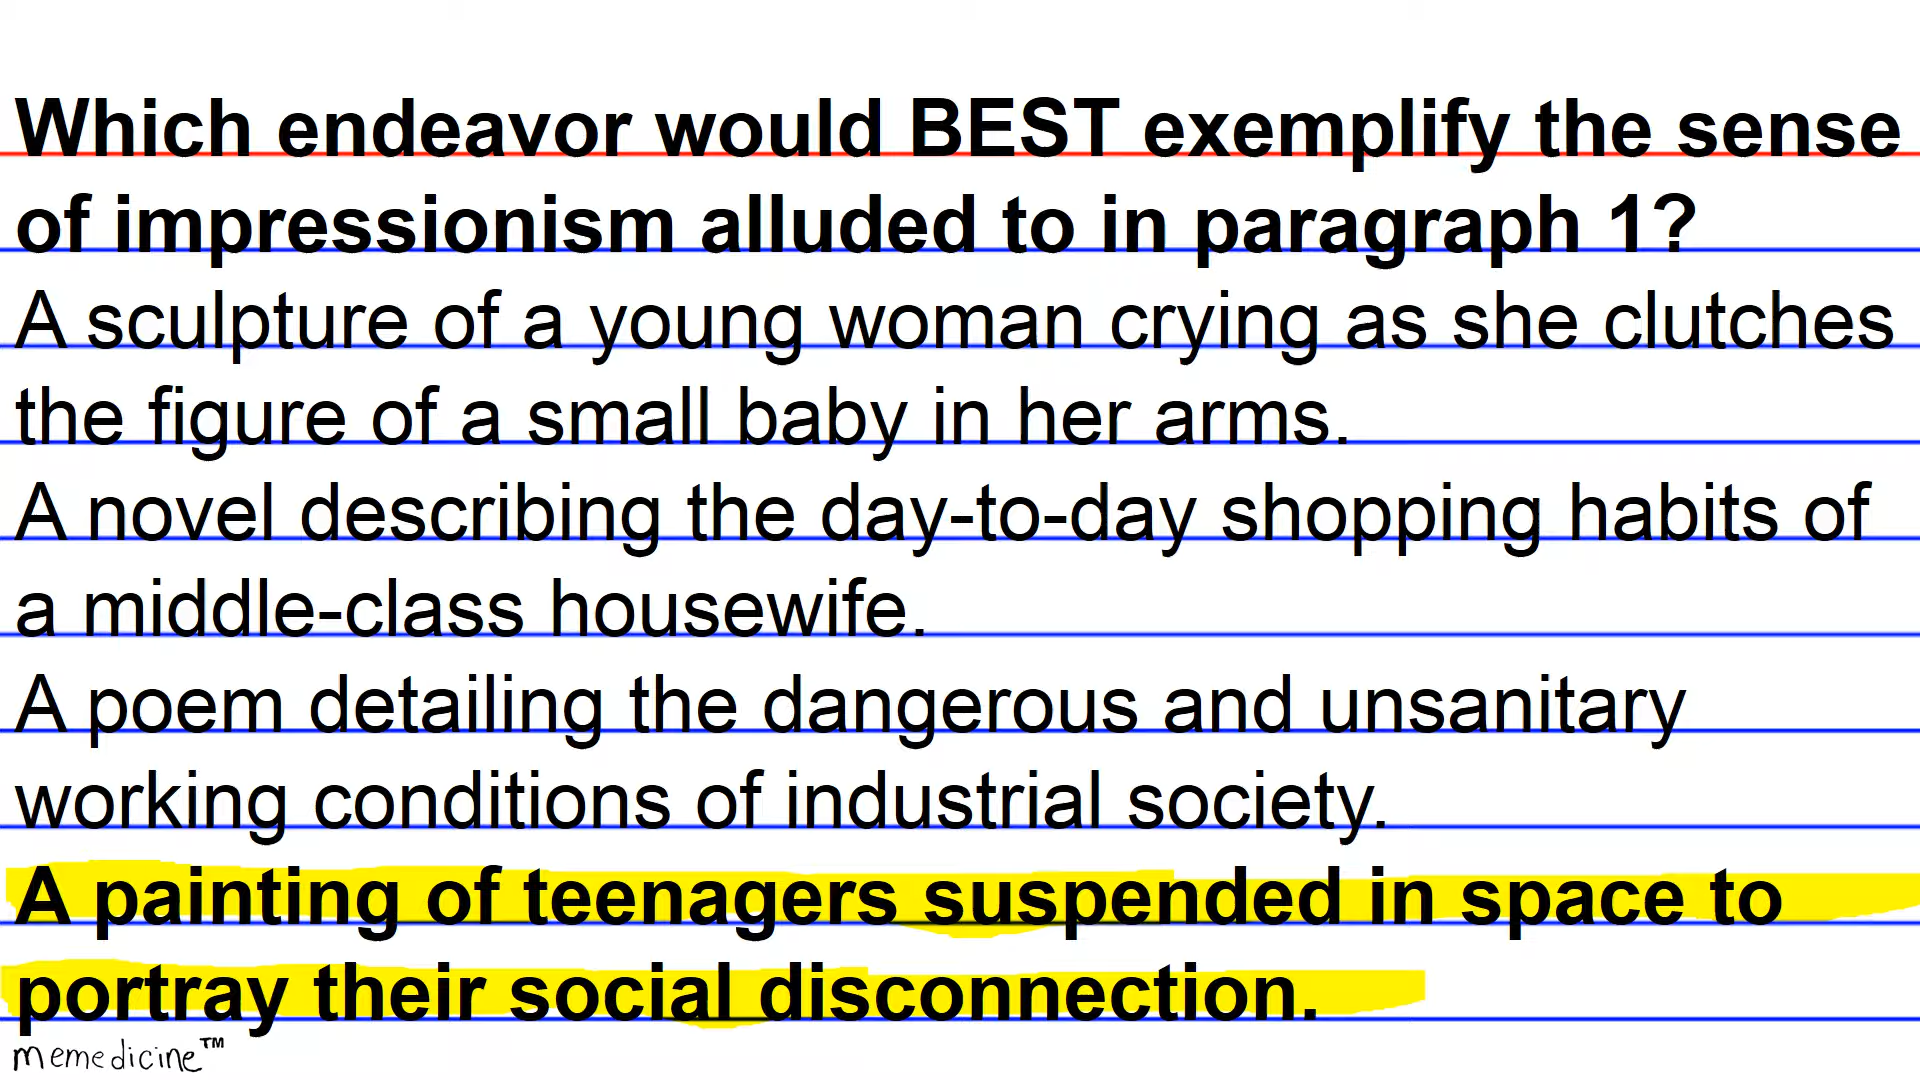 Which endeavor would BEST exemplify the sense
of impressionism alluded to in paragraph 1?
A sculpture of a young woman crying as she clutches
the figure of a small baby in her arms.
A novel describing the day-to-day shopping habits of
a middle-class housewife.
A poem detailing the dangerous and unsanitary
working conditions of industrial society.
A painting of teenagers suspended in space to
portray their social disconnection.
memedicine™